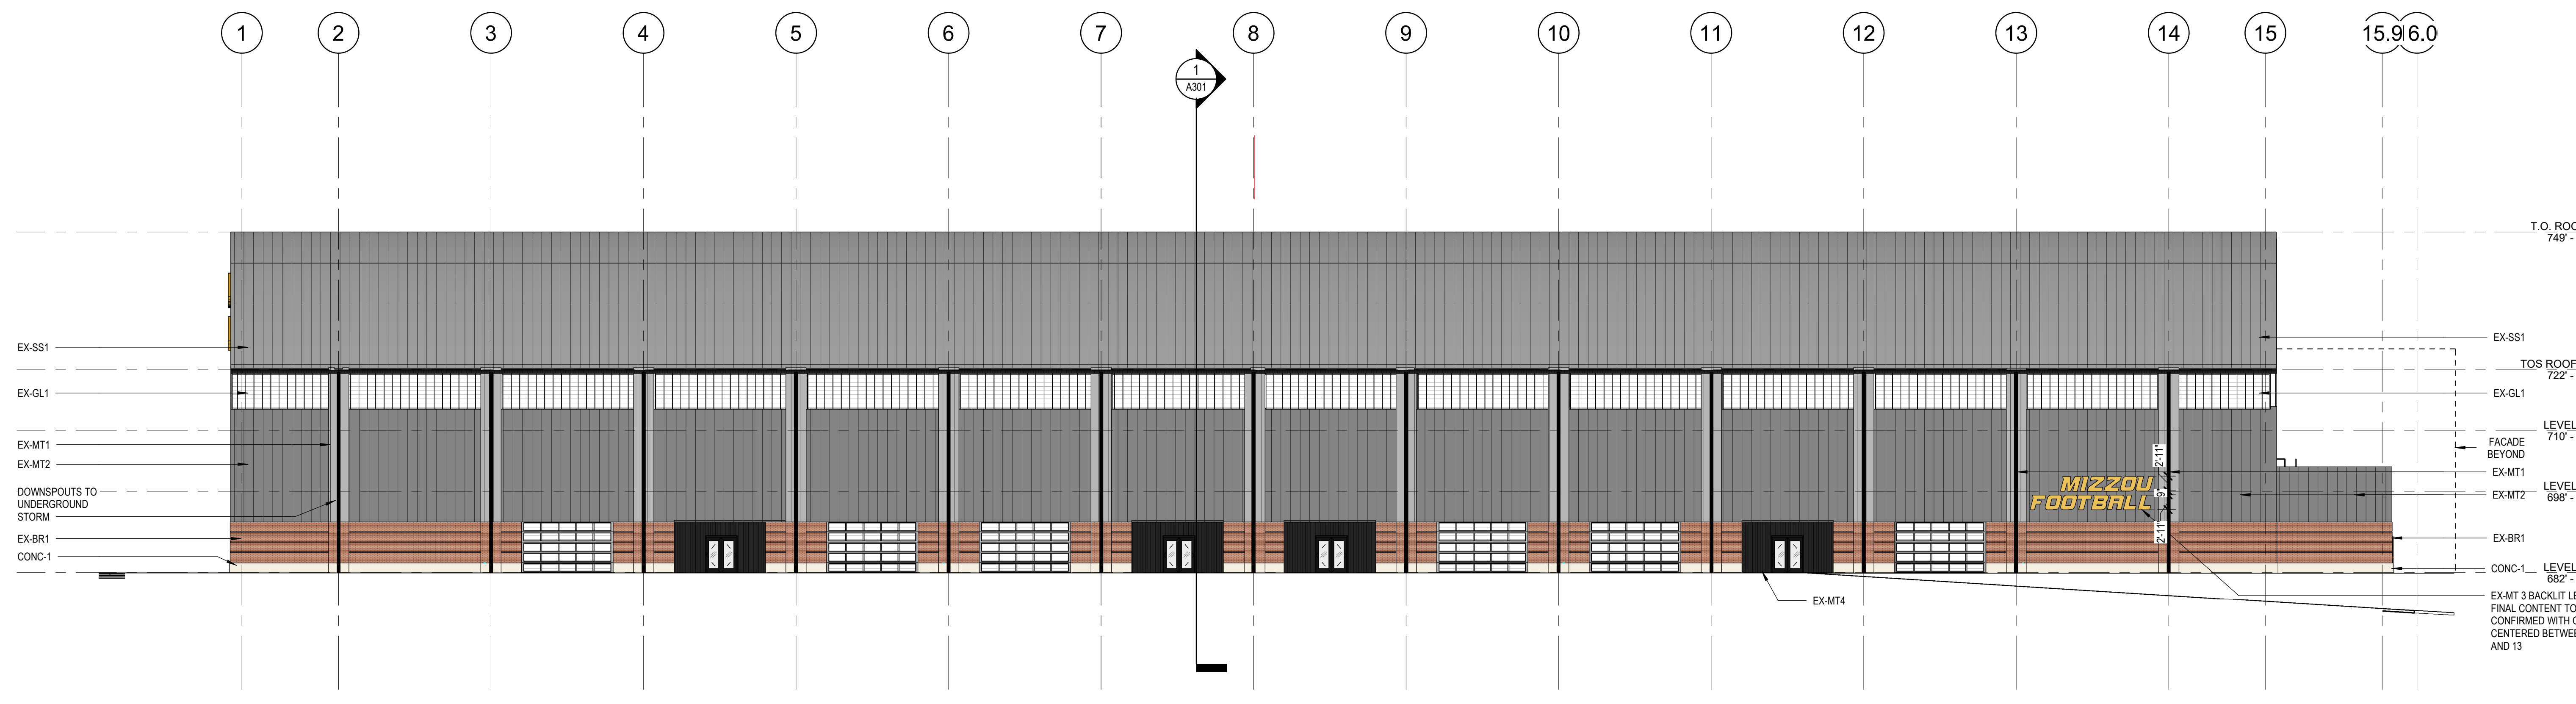 1 2 3 4 5 6 7 8 9 10 11 12 13 14 15 15.9 16.0
1
A301
T.O. ROO
749' -
EX-SS1
EX-SS1
TOS ROOF
722' -
EX-GL1
EX-GL1
LEVEL
710' -
EX-MT1
FACADE
BEYOND
EX-MT2
2'-11"
EX-MT1
MIZZOU
FOOTBALL
9"
2'-11"
DOWNSPOUTS TO
UNDERGROUND
STORM
LEVEL
698' -
EX-MT2
EX-BR1
EX-BR1
CONC-1
CONC-1
LEVEL
682' -
EX-MT4
EX-MT 3 BACKLIT LE
FINAL CONTENT TO
CONFIRMED WITH
CENTERED BETWEE
AND 13